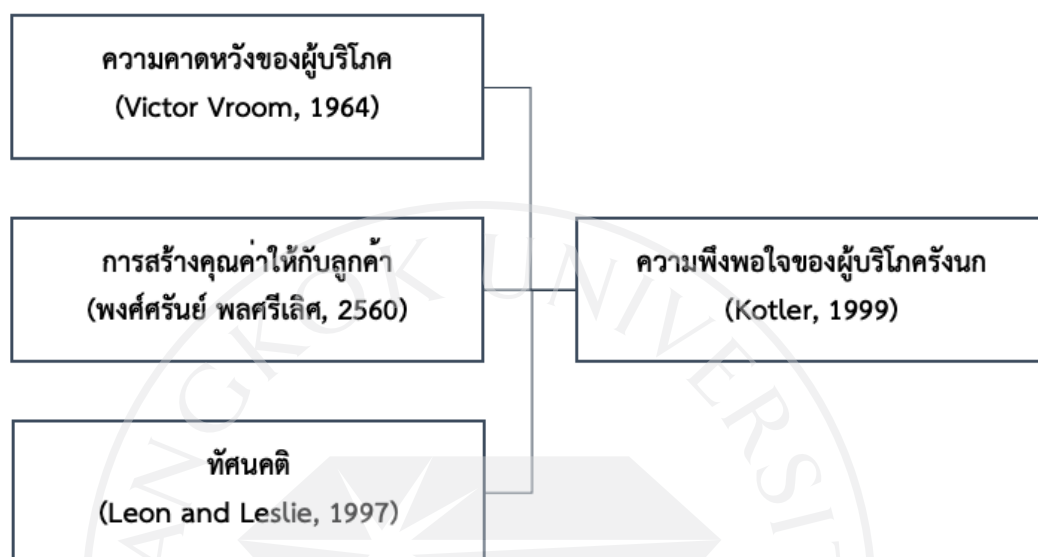 ความคาดหวังของผู้บริโภค
(Victor Vroom, 1964)
การสร้างคุณค่าให้กับลูกค้า
(พงศ์ศรันย์ พลศรีเลิศ, 2560)
ความพึงพอใจของผู้บริโภครังนก
(Kotler, 1999)
ทัศนคติ
(Leon and Leslie, 1997)
ANGKOK UNIVERSI